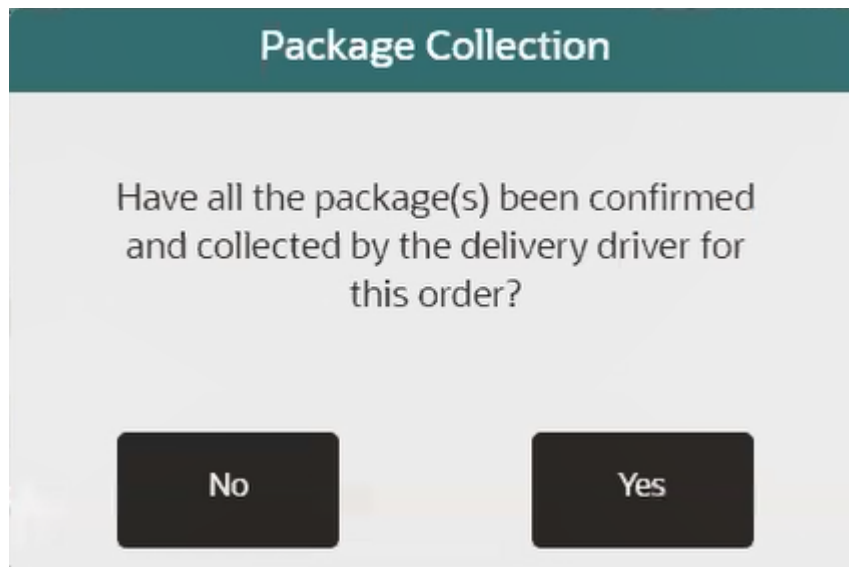 Package Collection
Have all the package(s) been confirmed
and collected by the delivery driver for
this order?
No
Yes